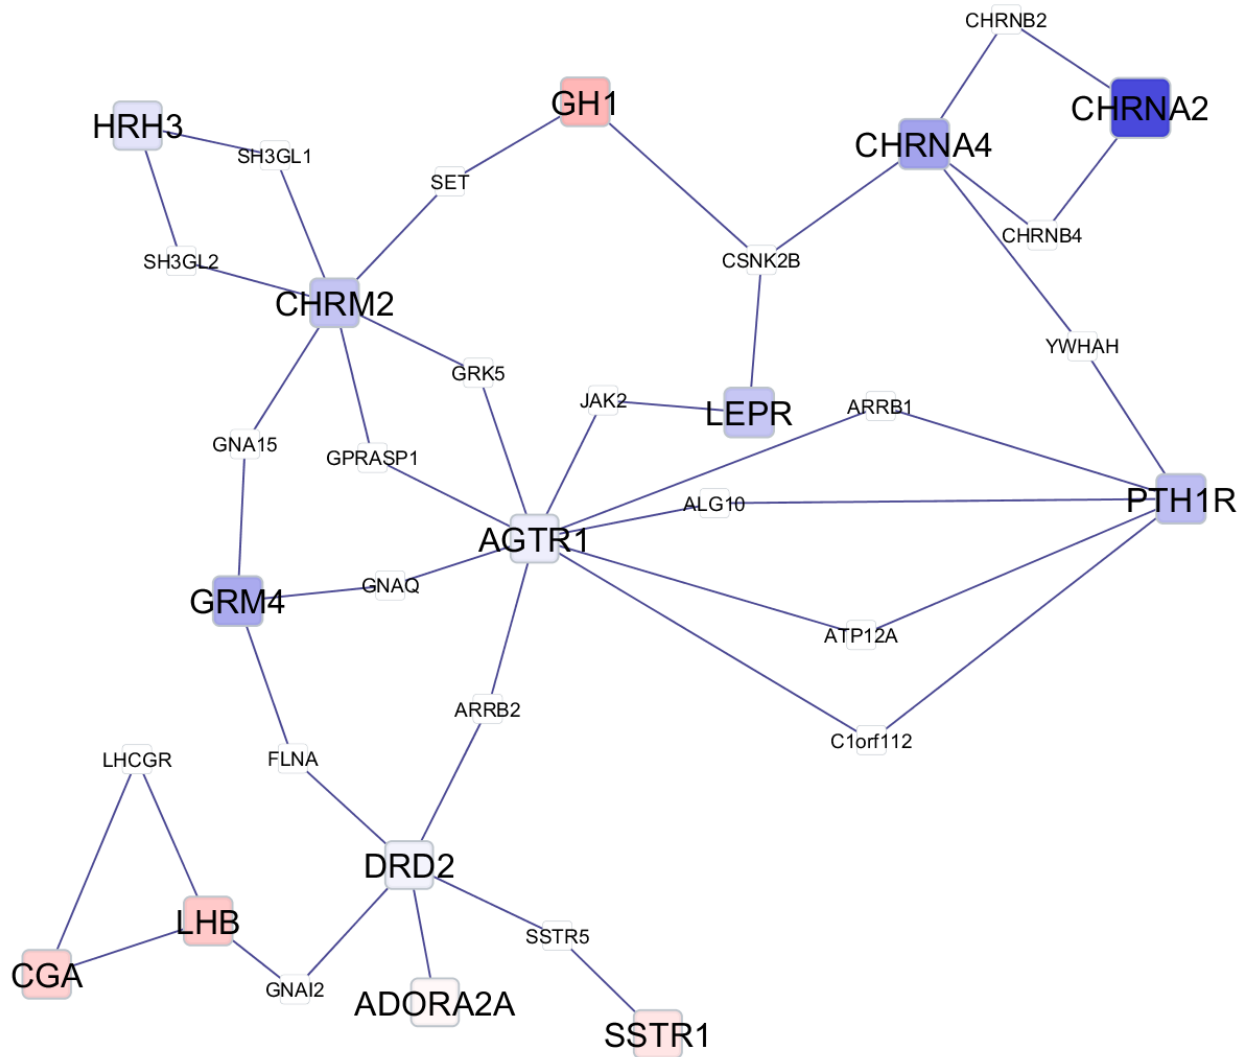 CHRNB2
GH1
CHRNA2
HRH3
CHRNA4
SH3GL1
SET
CHRNB4
SH3GL2
CSNK2B
CHRM2
YWHAH
GRK5
JAK2
LEPR
ARRB1
GNA15
GPRASP1
ALG10
PTH1R
AGTR1
GNAQ
GRM4
ATP12A
ARRB2
C1orf112
LHCGR
FLNA
DRD2
LHB
SSTR5
CGA
GNAI2
ADORA2A
SSTR1